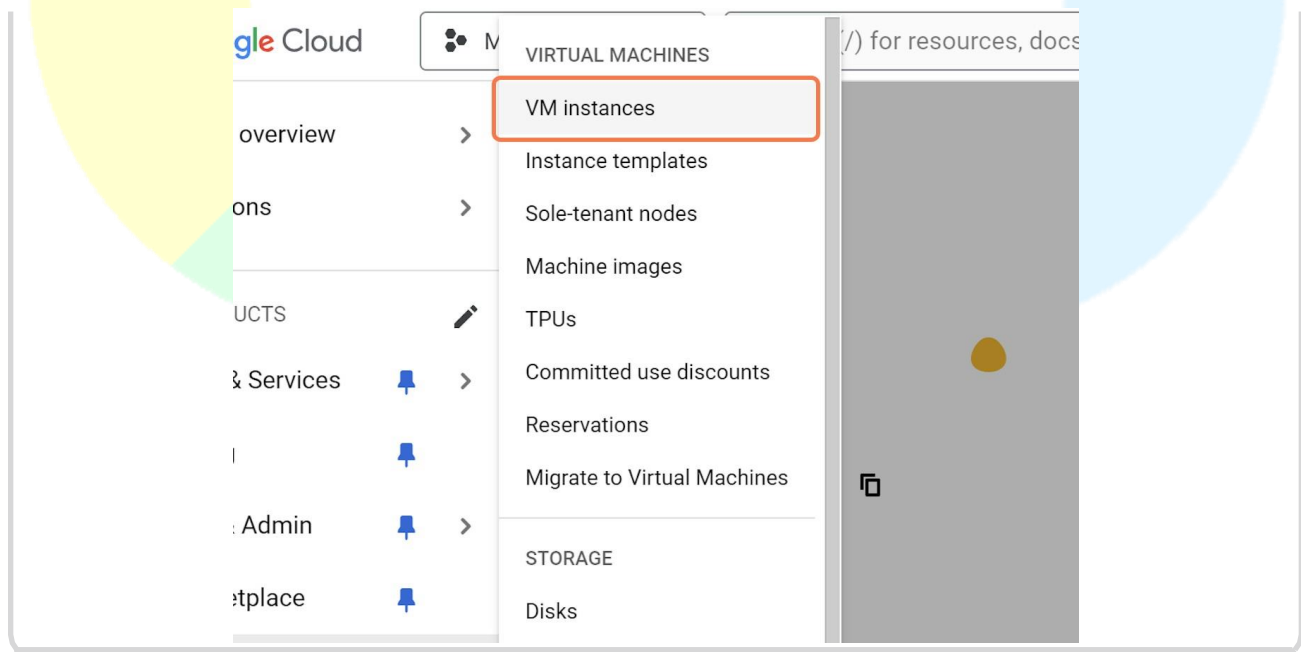 gle Cloud
M
/) for resources, docs
VIRTUAL MACHINES
VM instances
overview
Instance templates
ons
Sole-tenant nodes
Machine images
UCTS
TPUs
& Services
Committed use discounts
Reservations
Migrate to Virtual Machines
Admin
STORAGE
etplace
Disks